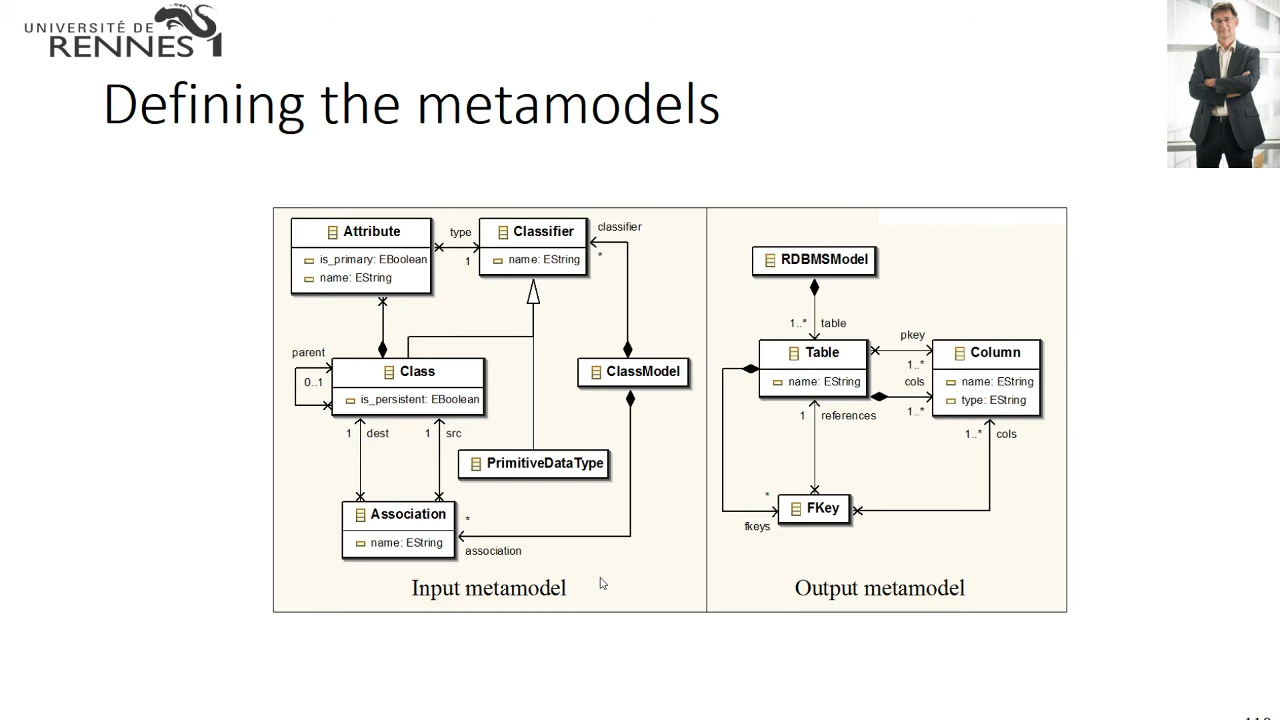 UNIVERSITÉ DE
RENNES 1
Defining the metamodels
Attribute
is_primary: EBoolean
name: EString
type
1
Classifier
name: EString
classifier
*
parent
0..1
Class
is_persistent: EBoolean
ClassModel
1 dest
1 src
PrimitiveDataType
Association
name: EString
*
association
Input metamodel
RDBMSModel
1..* table
Table
name: EString
pkey
1..*
cols
1..*
Column
name: EString
type: EString
1 references
1..* cols
*
fkeys
FKey
Output metamodel